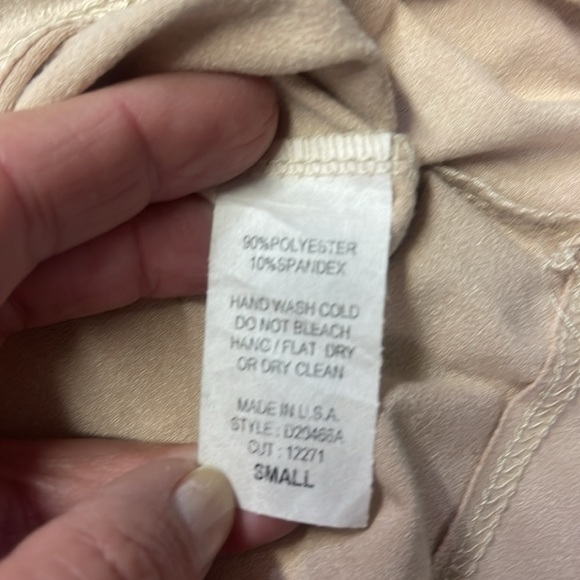 90%POLYESTER
10%SPANDEX
HAND WASH COLD
DO NOT BLEACH
HANG / FLAT DRY
OR DRY CLEAN
MADE IN U.S.A.
STYLE : D20466A
CUT : 12271
SMALL